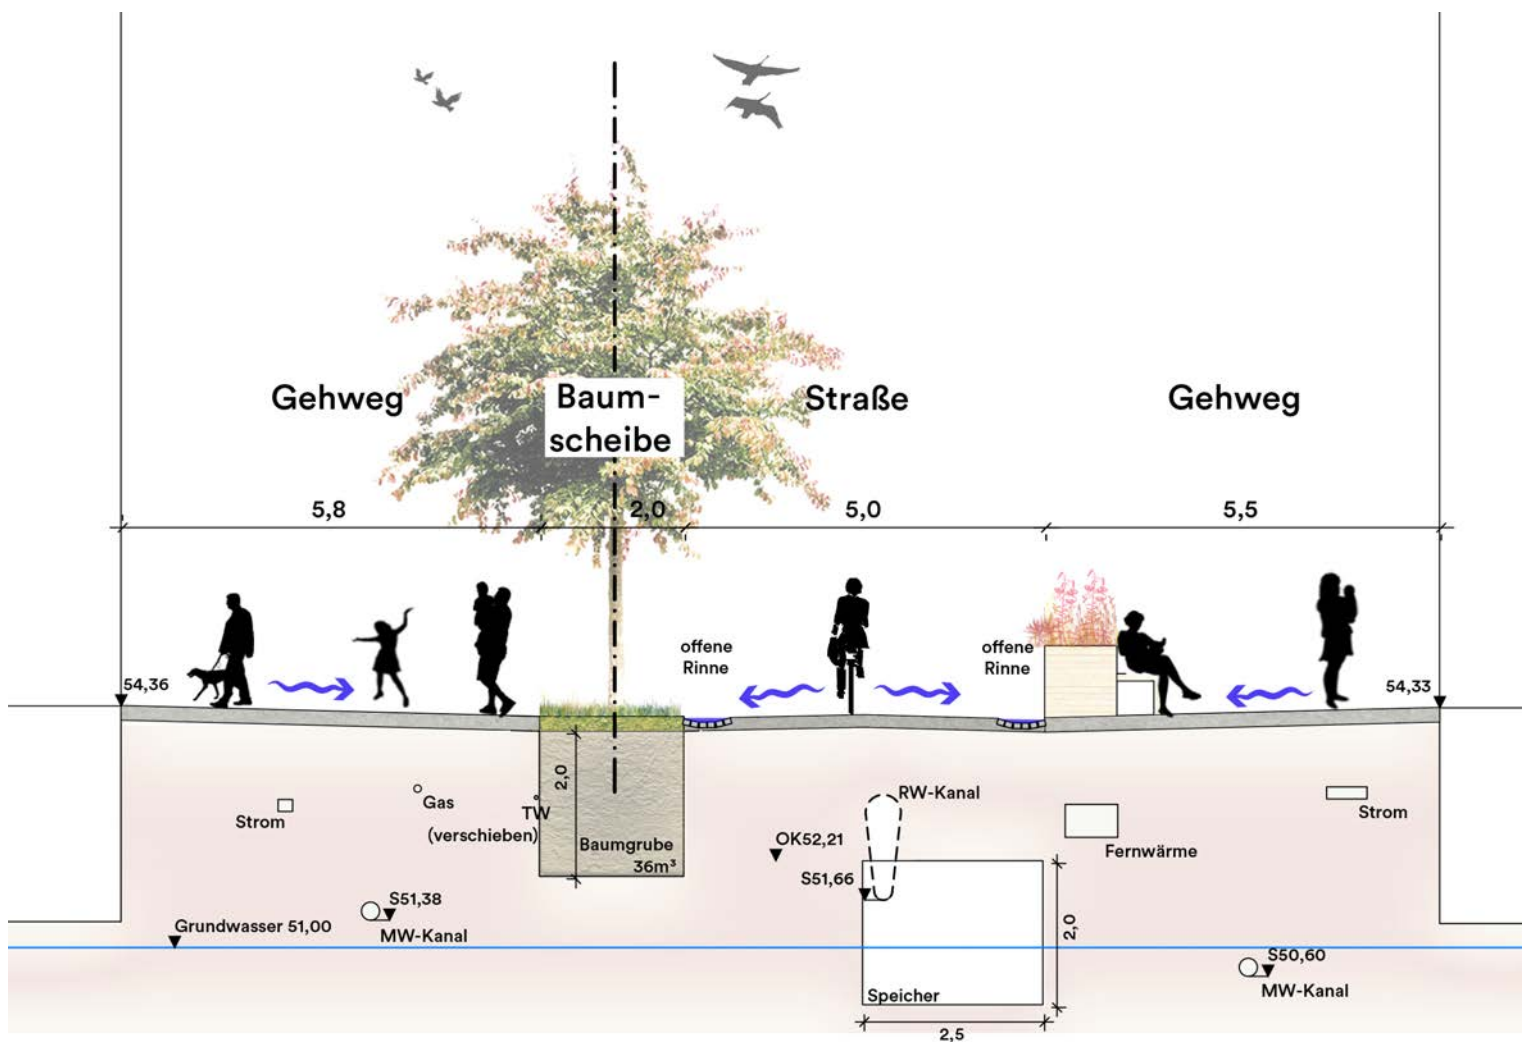 Gehweg
Baum-
scheibe
Straße
Gehweg
5,8
2,0
5,0
5,5
offene
Rinne
offene
Rinne
54,36
54,33
2,0
Strom
Gas
(verschieben)
TW
Baumgrube
36m³
RW-Kanal
OK52,21
S51,66
Fernwärme
Strom
S51,38
MW-Kanal
Grundwasser 51,00
Speicher
2,0
2,5
S50,60
MW-Kanal